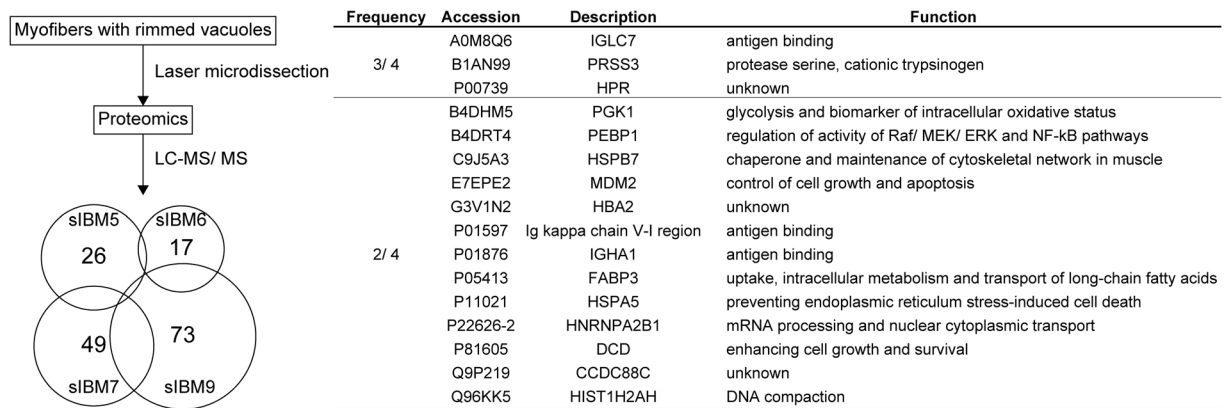 Myofibers with rimmed vacuoles
Laser microdissection
Proteomics
LC-MS/ MS
sIBM5
sIBM6
26
17
49
73
sIBM7
sIBM9
Frequency Accession Description Function
A0M8Q6 IGLC7 antigen binding
3/ 4 B1AN99 PRSS3 protease serine, cationic trypsinogen
P00739 HPR unknown
B4DHM5 PGK1 glycolysis and biomarker of intracellular oxidative status
B4DRT4 PEBP1 regulation of activity of Raf/ MEK/ ERK and NF-kB pathways
C9J5A3 HSPB7 chaperone and maintenance of cytoskeletal network in muscle
E7EPE2 MDM2 control of cell growth and apoptosis
G3V1N2 HBA2 unknown
P01597 Ig kappa chain V-I region antigen binding
2/ 4 P01876 IGHA1 antigen binding
P05413 FABP3 uptake, intracellular metabolism and transport of long-chain fatty acids
P11021 HSPA5 preventing endoplasmic reticulum stress-induced cell death
P22626-2 HNRNPA2B1 mRNA processing and nuclear cytoplasmic transport
P81605 DCD enhancing cell growth and survival
Q9P219 CCDC88C unknown
Q96KK5 HIST1H2AH DNA compaction